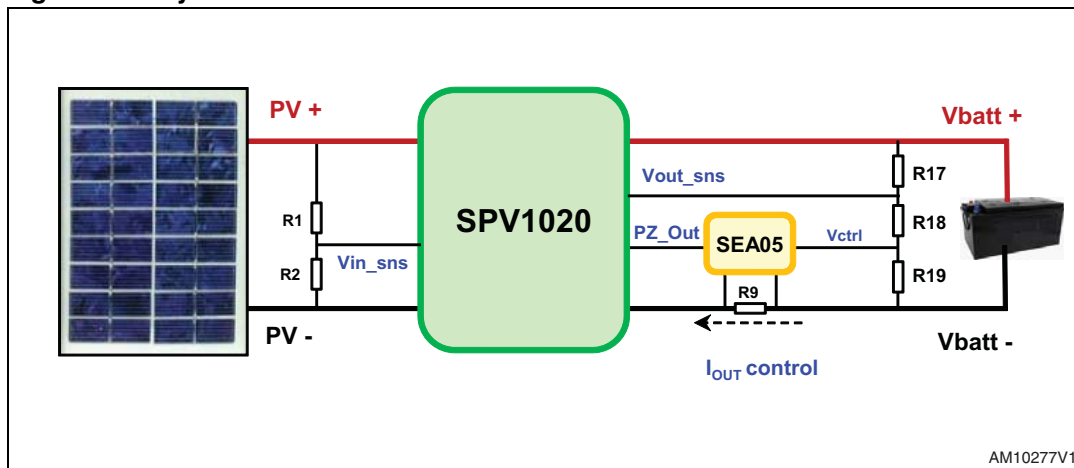 PV +
Vbatt +
R17
Vout_sns
R1
SPV1020
R18
PZ_Out
SEA05
Vctrl
Vin_sns
R2
R9
R19
PV -
Vbatt -
IOUT control
AM10277V1